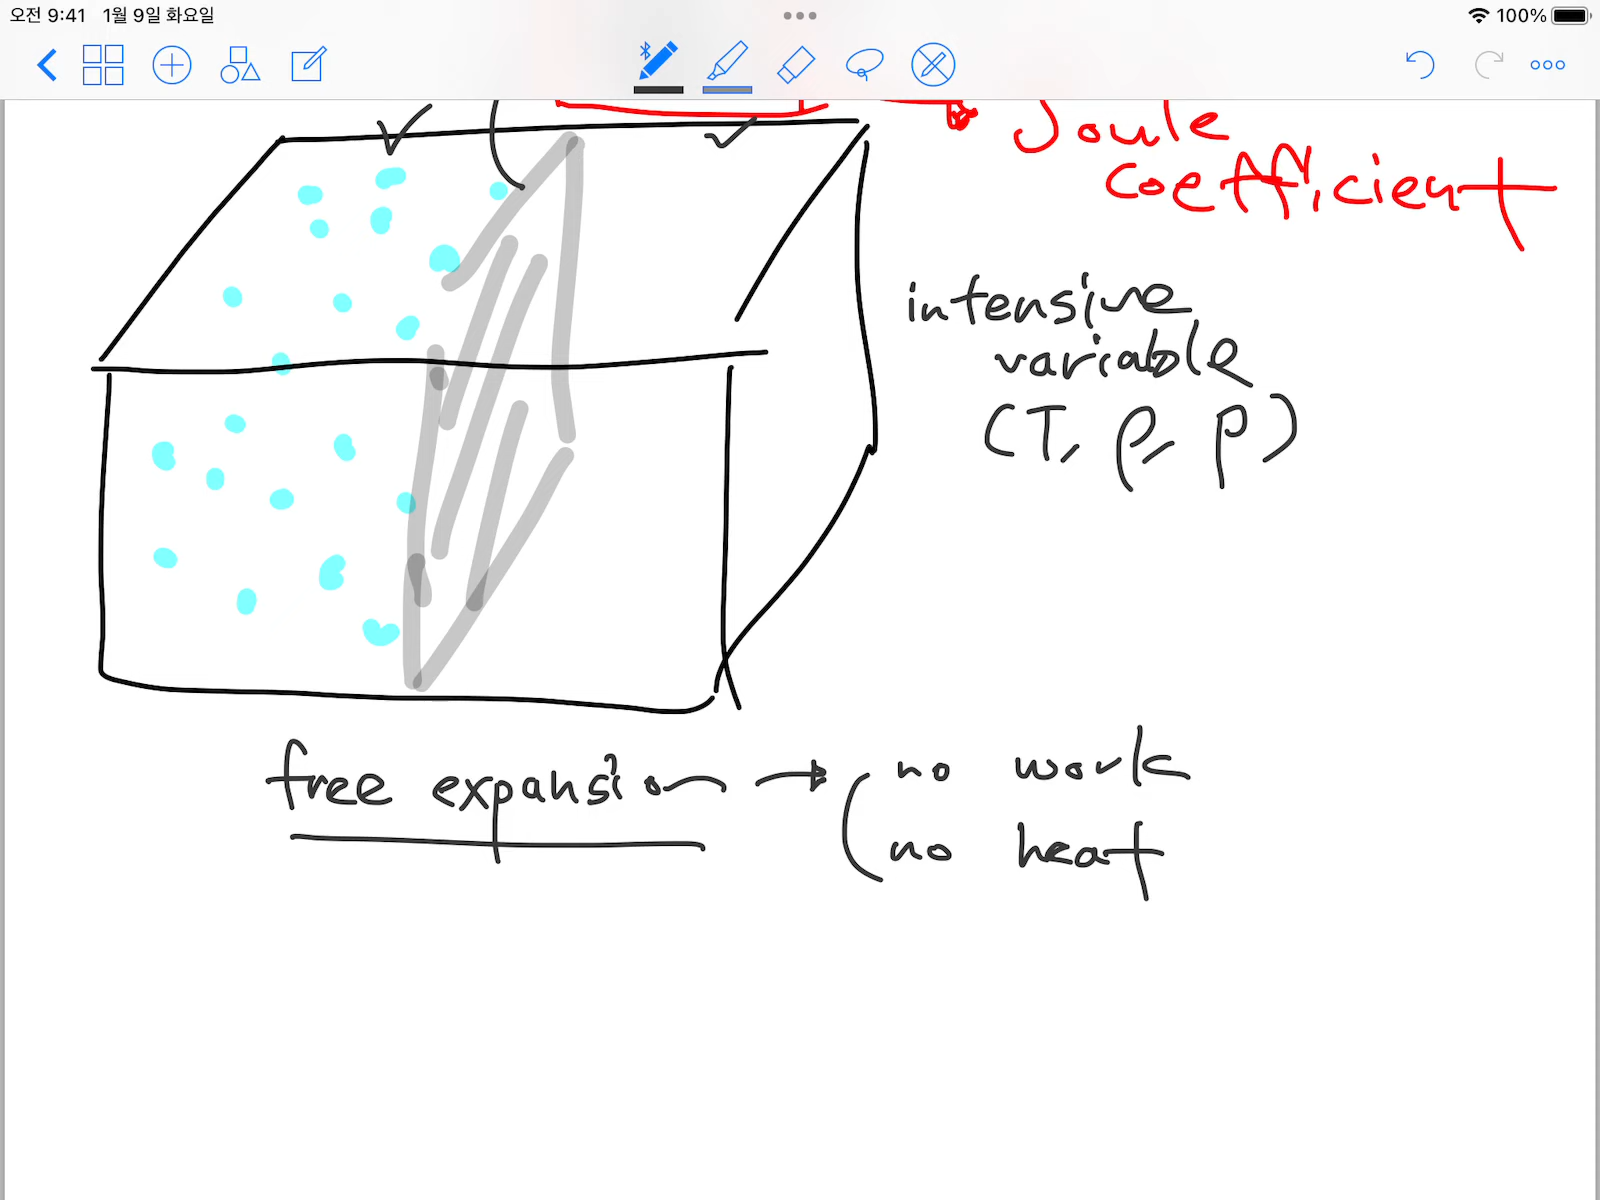 오전 9:41 1월 9일 화요일
100%
Joule
coefficient
intensive
variable
(T, ρ, p)
free expansion → no work
no heat